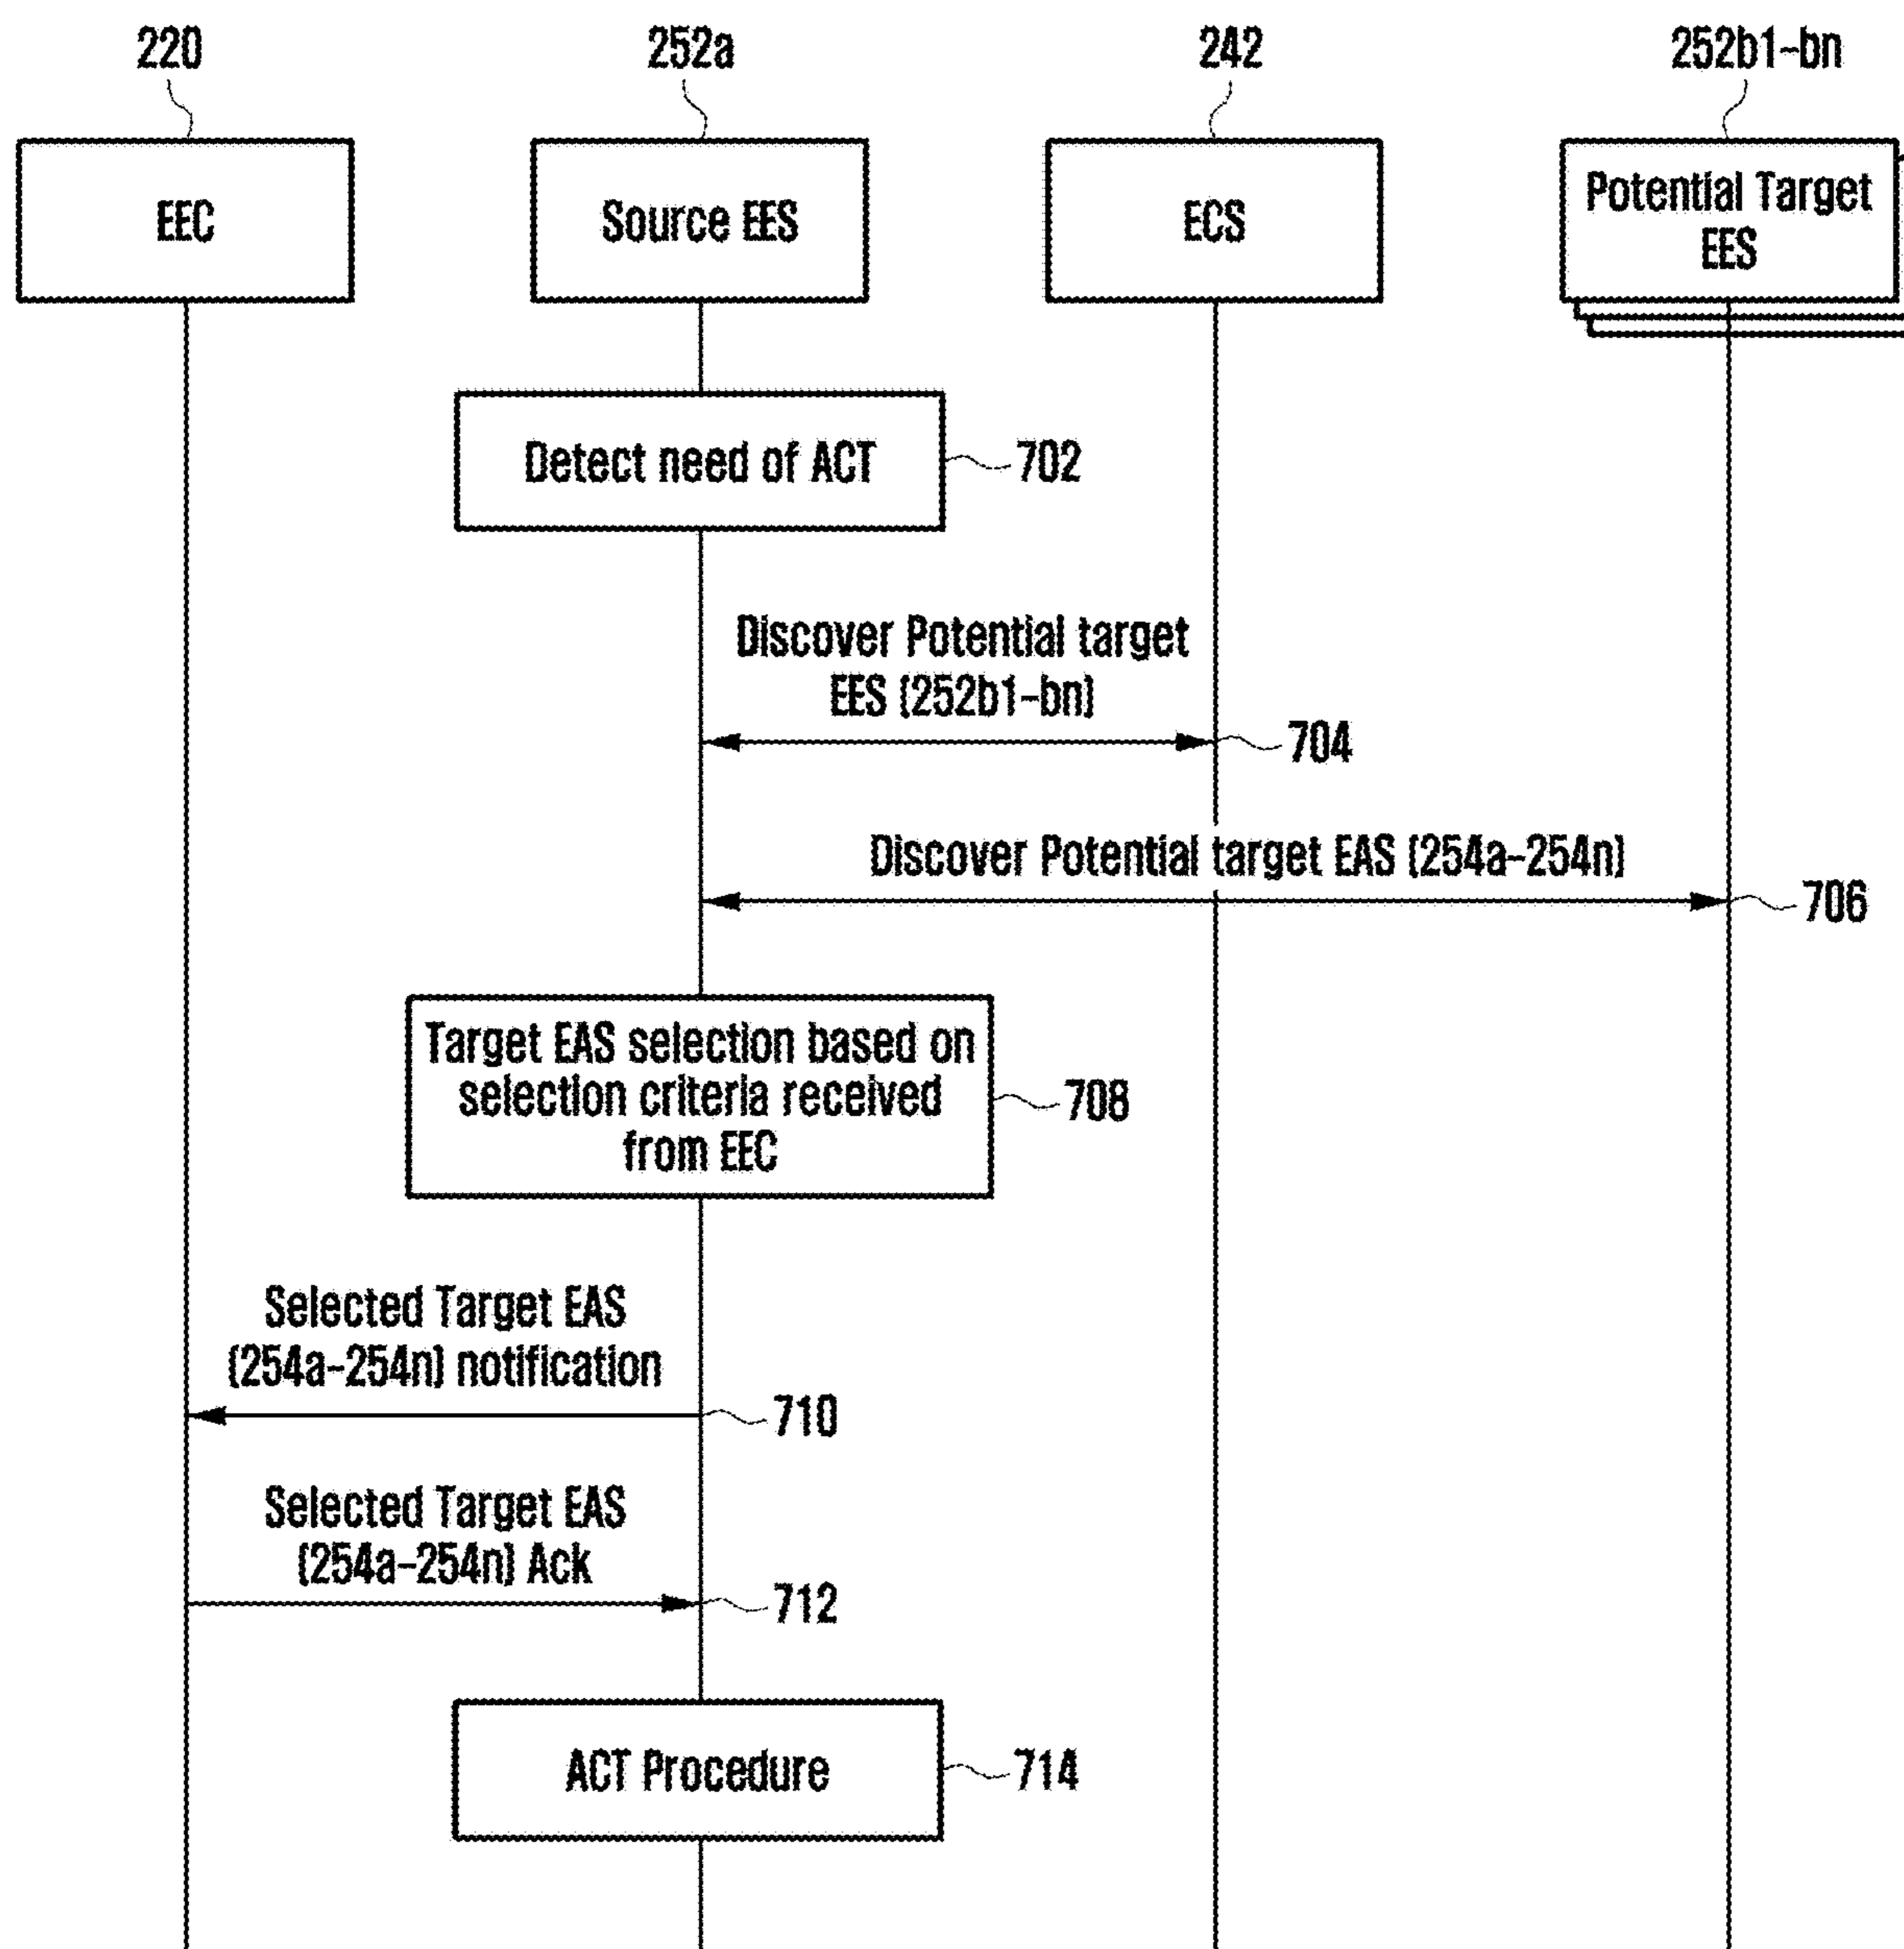 220
252a
242
252b1-bn
EEC
Source EES
ECS
Potential Target
EES
Detect need of ACT
702
Discover Potential target
EES (252b1-bn)
704
Discover Potential target EAS (254a-254n)
706
Target EAS selection based on
selection criteria received
from EEC
708
Selected Target EAS
(254a-254n) notification
710
Selected Target EAS
(254a-254n) Ack
712
ACT Procedure
714